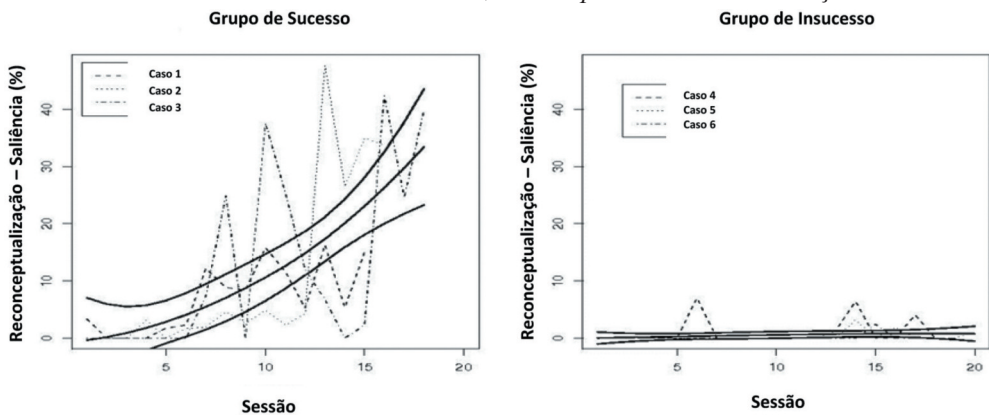 Grupo de Sucesso
Reconceptualização – Saliência (%)
0
10
20
30
40
Caso 1
Caso 2
Caso 3
5
10
15
20
Sessão
Grupo de Insucesso
Reconceptualização – Saliência (%)
0
10
20
30
40
Caso 4
Caso 5
Caso 6
5
10
15
20
Sessão